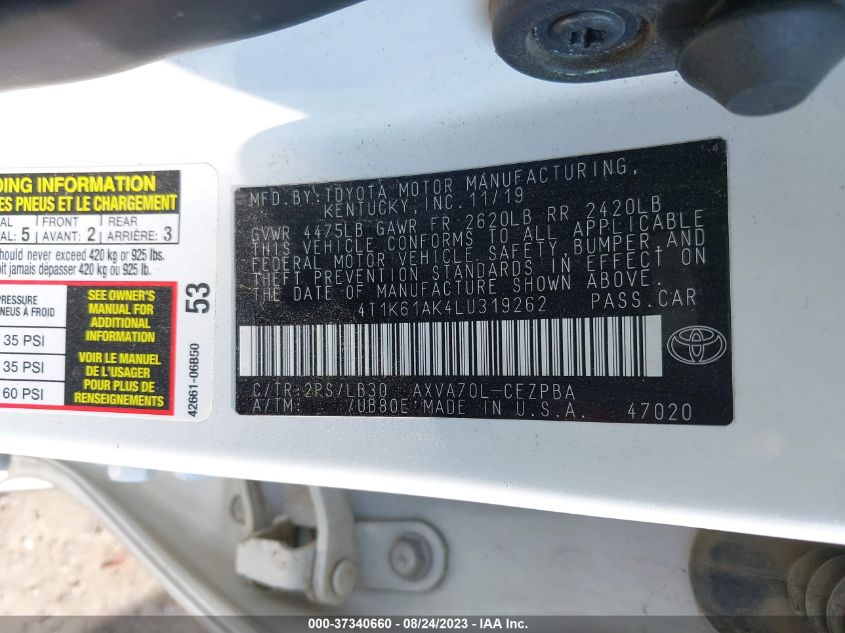 DING INFORMATION
ES PNEUS ET LE CHARGEMENT
AL FRONT REAR
AL: 5 AVANT: 2 ARRIÈRE: 3
hould never exceed 420 kg or 925 lbs.
it jamais dépasser 420 kg ou 925 lb.
PRESSURE
NEUS À FROID
35 PSI
35 PSI
60 PSI
SEE OWNER'S
MANUAL FOR
ADDITIONAL
INFORMATION
VOIR LE MANUEL
DE L'USAGER
POUR PLUS DE
RENSEIGNEMENTS
53
42661-06B50
MFD. BY: TOYOTA MOTOR MANUFACTURING,
KENTUCKY, INC. 11/19
GVWR 4475LB GAWR FR 2620LB RR 2420LB
THIS VEHICLE CONFORMS TO ALL APPLICABLE
FEDERAL MOTOR VEHICLE SAFETY, BUMPER, AND
THEFT PREVENTION STANDARDS IN EFFECT ON
THE DATE OF MANUFACTURE SHOWN ABOVE.
4T1K61AK4LU319262 PASS.CAR
C/TR: 2PS/LB30 AXVA70L-CEZPBA
A/TM: /UB80E MADE IN U.S.A. 47020
000-37340660 - 08/24/2023 - IAA Inc.